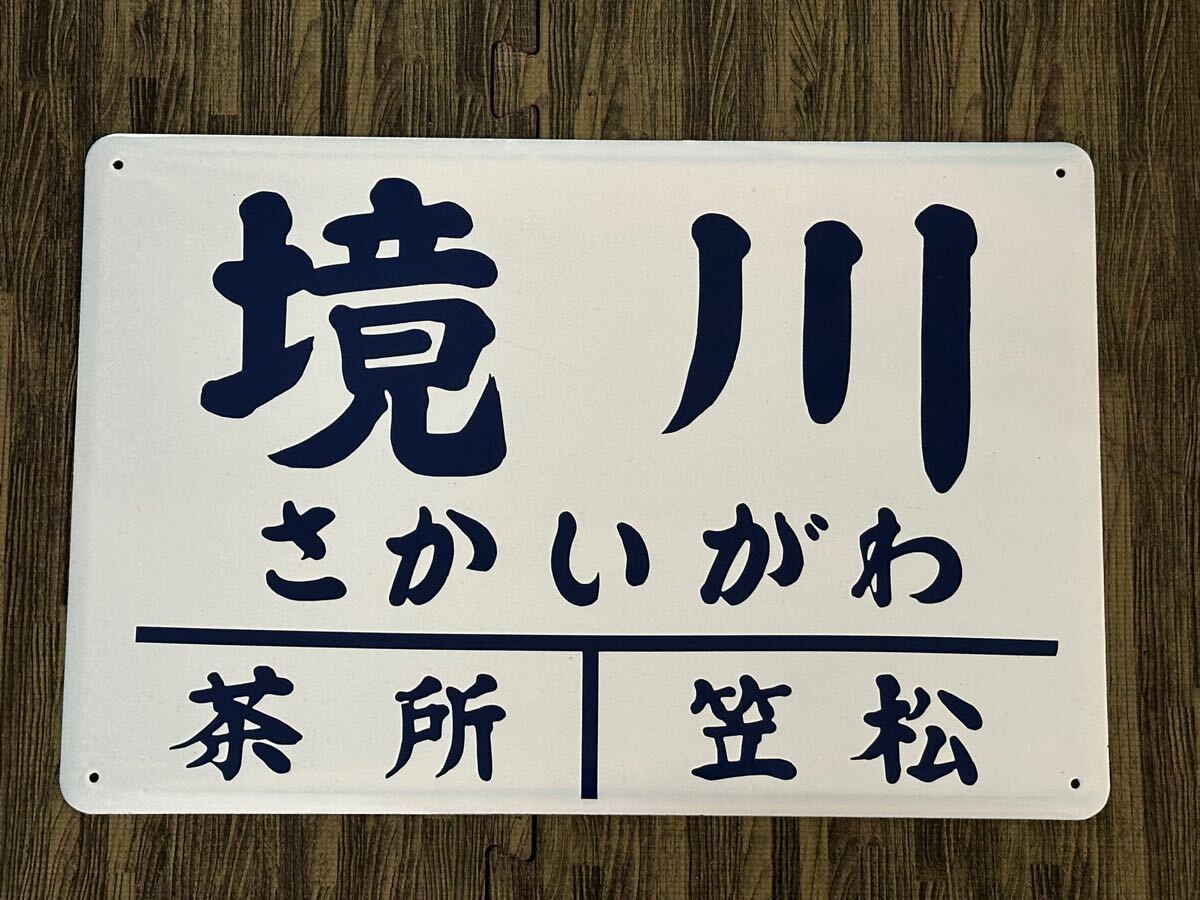 境川
さかいがわ
茶所 笠松